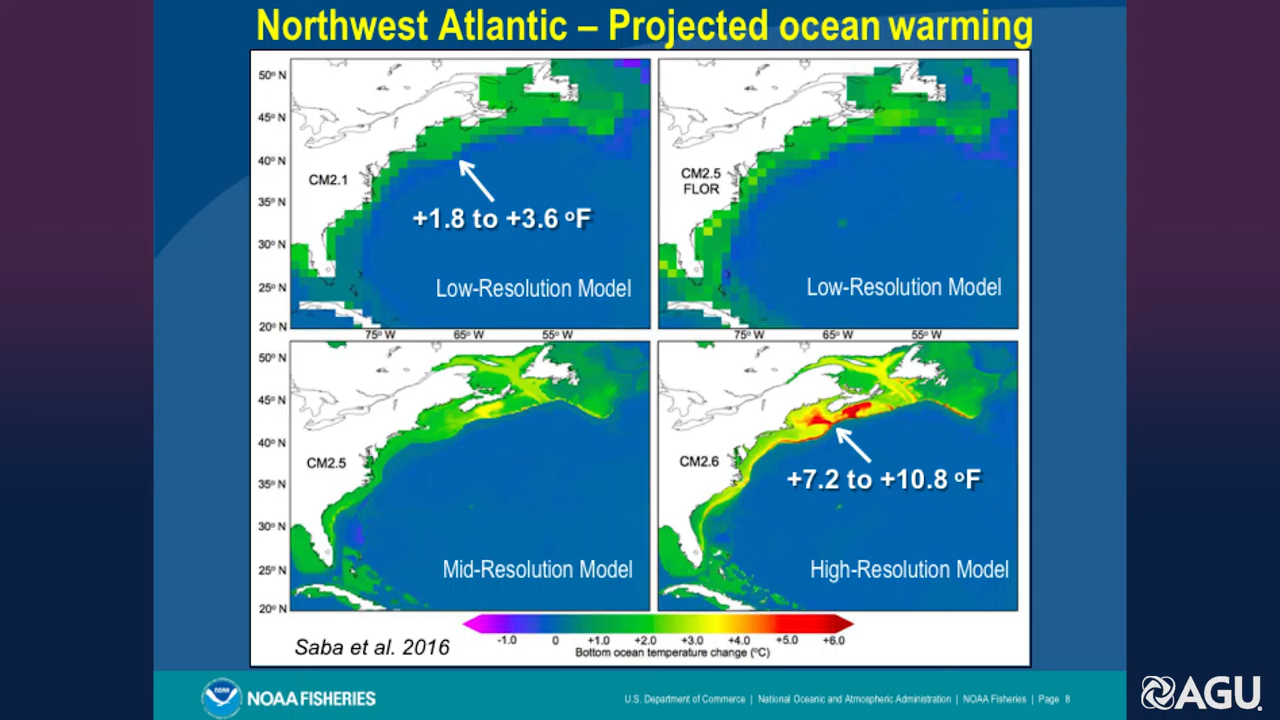 Northwest Atlantic – Projected ocean warming
50° N
45° N
40° N
35° N
30° N
25° N
20° N
CM2.1
+1.8 to +3.6 °F
Low-Resolution Model
75° W
65° W
55° W
CM2.5
FLOR
Low-Resolution Model
75° W
65° W
55° W
50° N
45° N
40° N
35° N
30° N
25° N
20° N
CM2.5
Mid-Resolution Model
CM2.6
+7.2 to +10.8 °F
High-Resolution Model
-1.0 0 +1.0 +2.0 +3.0 +4.0 +5.0 +6.0
Bottom ocean temperature change (°C)
Saba et al. 2016
NOAA
NOAA FISHERIES
U.S. Department of Commerce | National Oceanic and Atmospheric Administration | NOAA Fisheries | Page 8
AGU